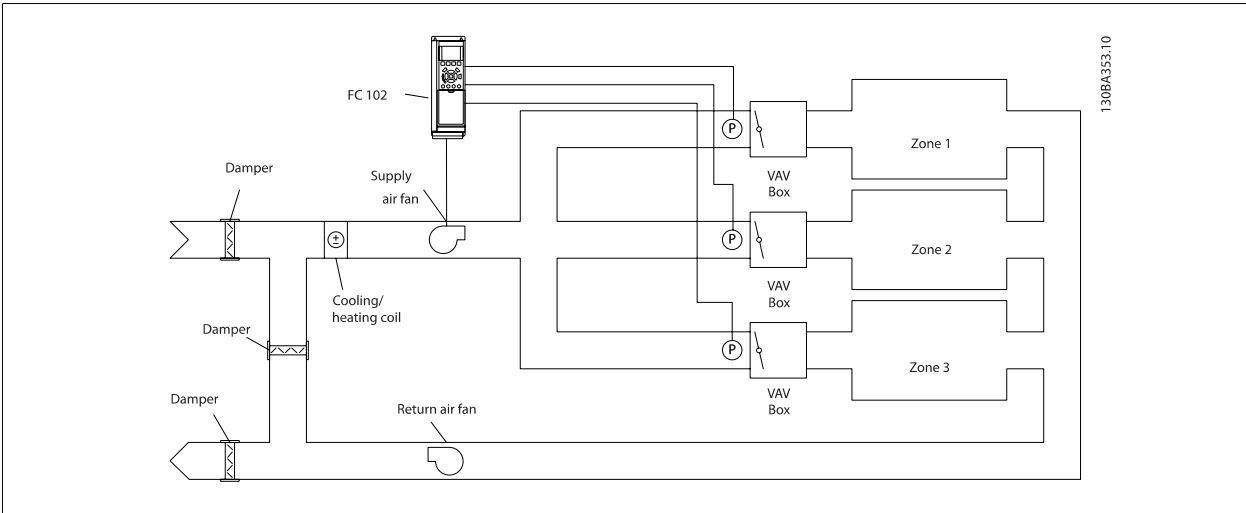 130BA353.10
FC 102
Damper
Supply
air fan
P
VAV
Box
Zone 1
P
VAV
Box
Zone 2
±
Cooling/
heating coil
Damper
P
VAV
Box
Zone 3
Damper
Return air fan